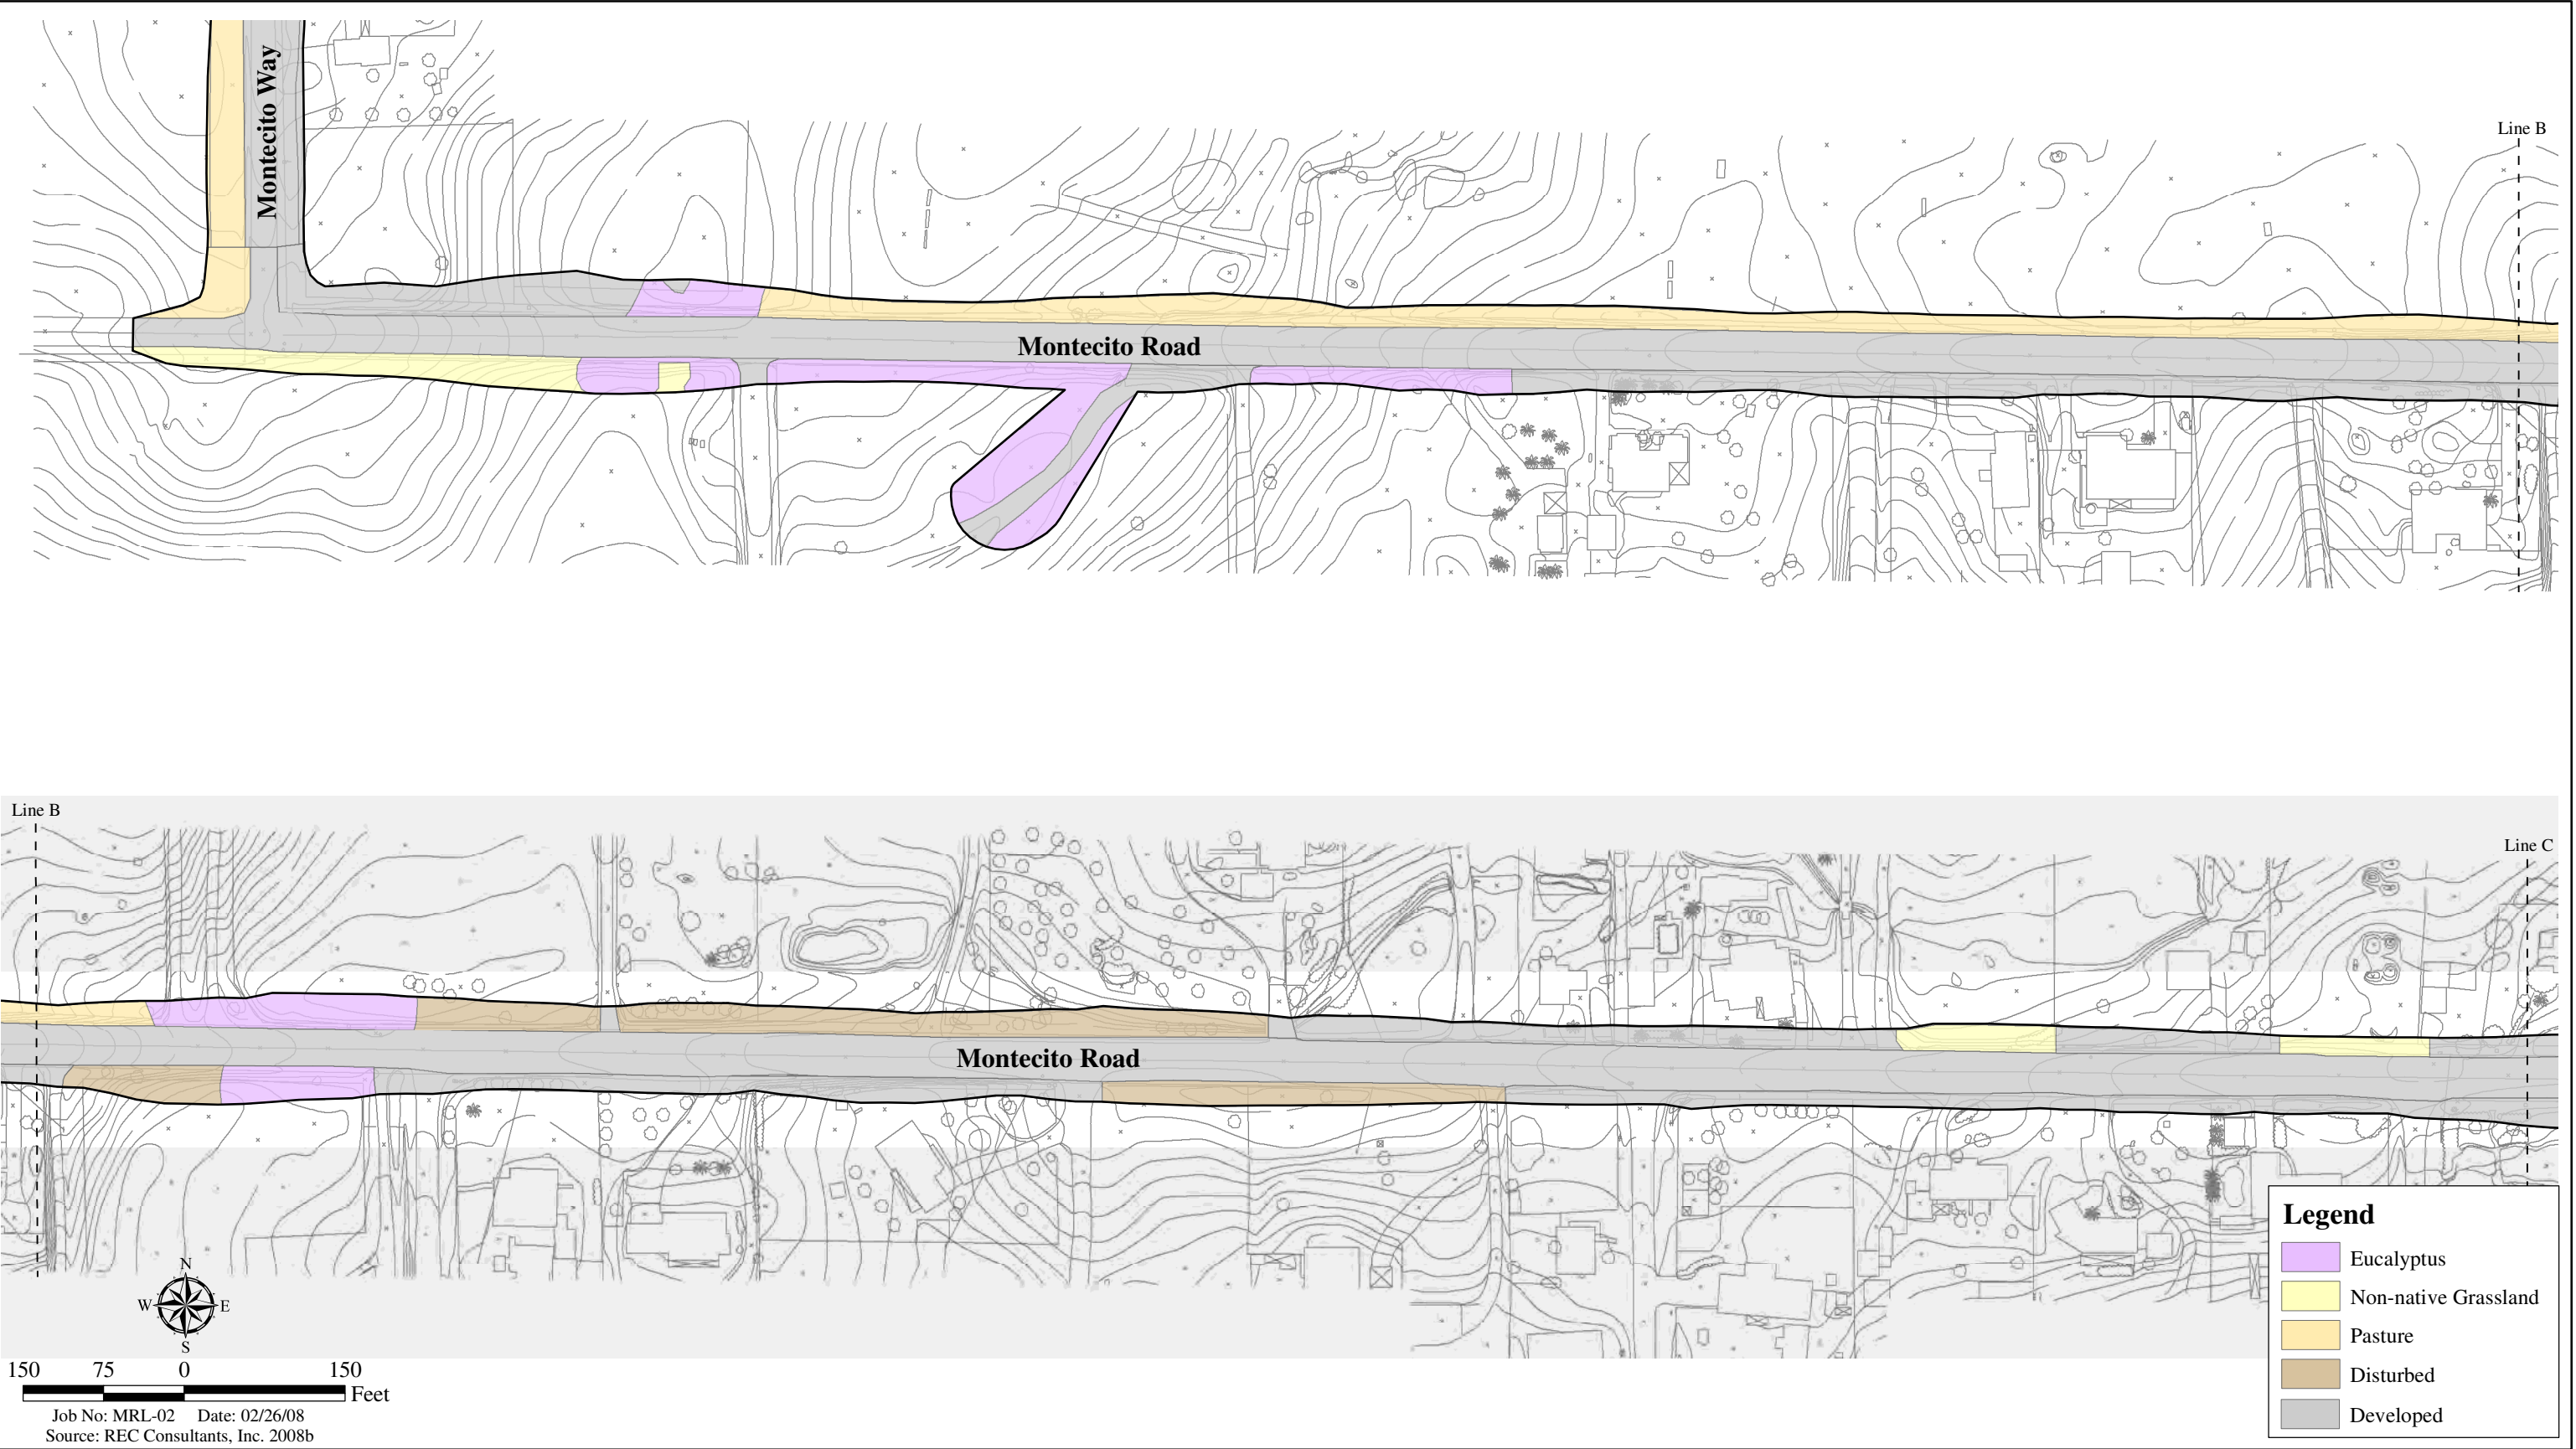 Montecito Way
Line B
Montecito Road
Line B
Line C
Montecito Road
N
W E
S
150 75 0 150
Feet
Job No: MRL-02 Date: 02/26/08
Source: REC Consultants, Inc. 2008b
Legend
Eucalyptus
Non-native Grassland
Pasture
Disturbed
Developed